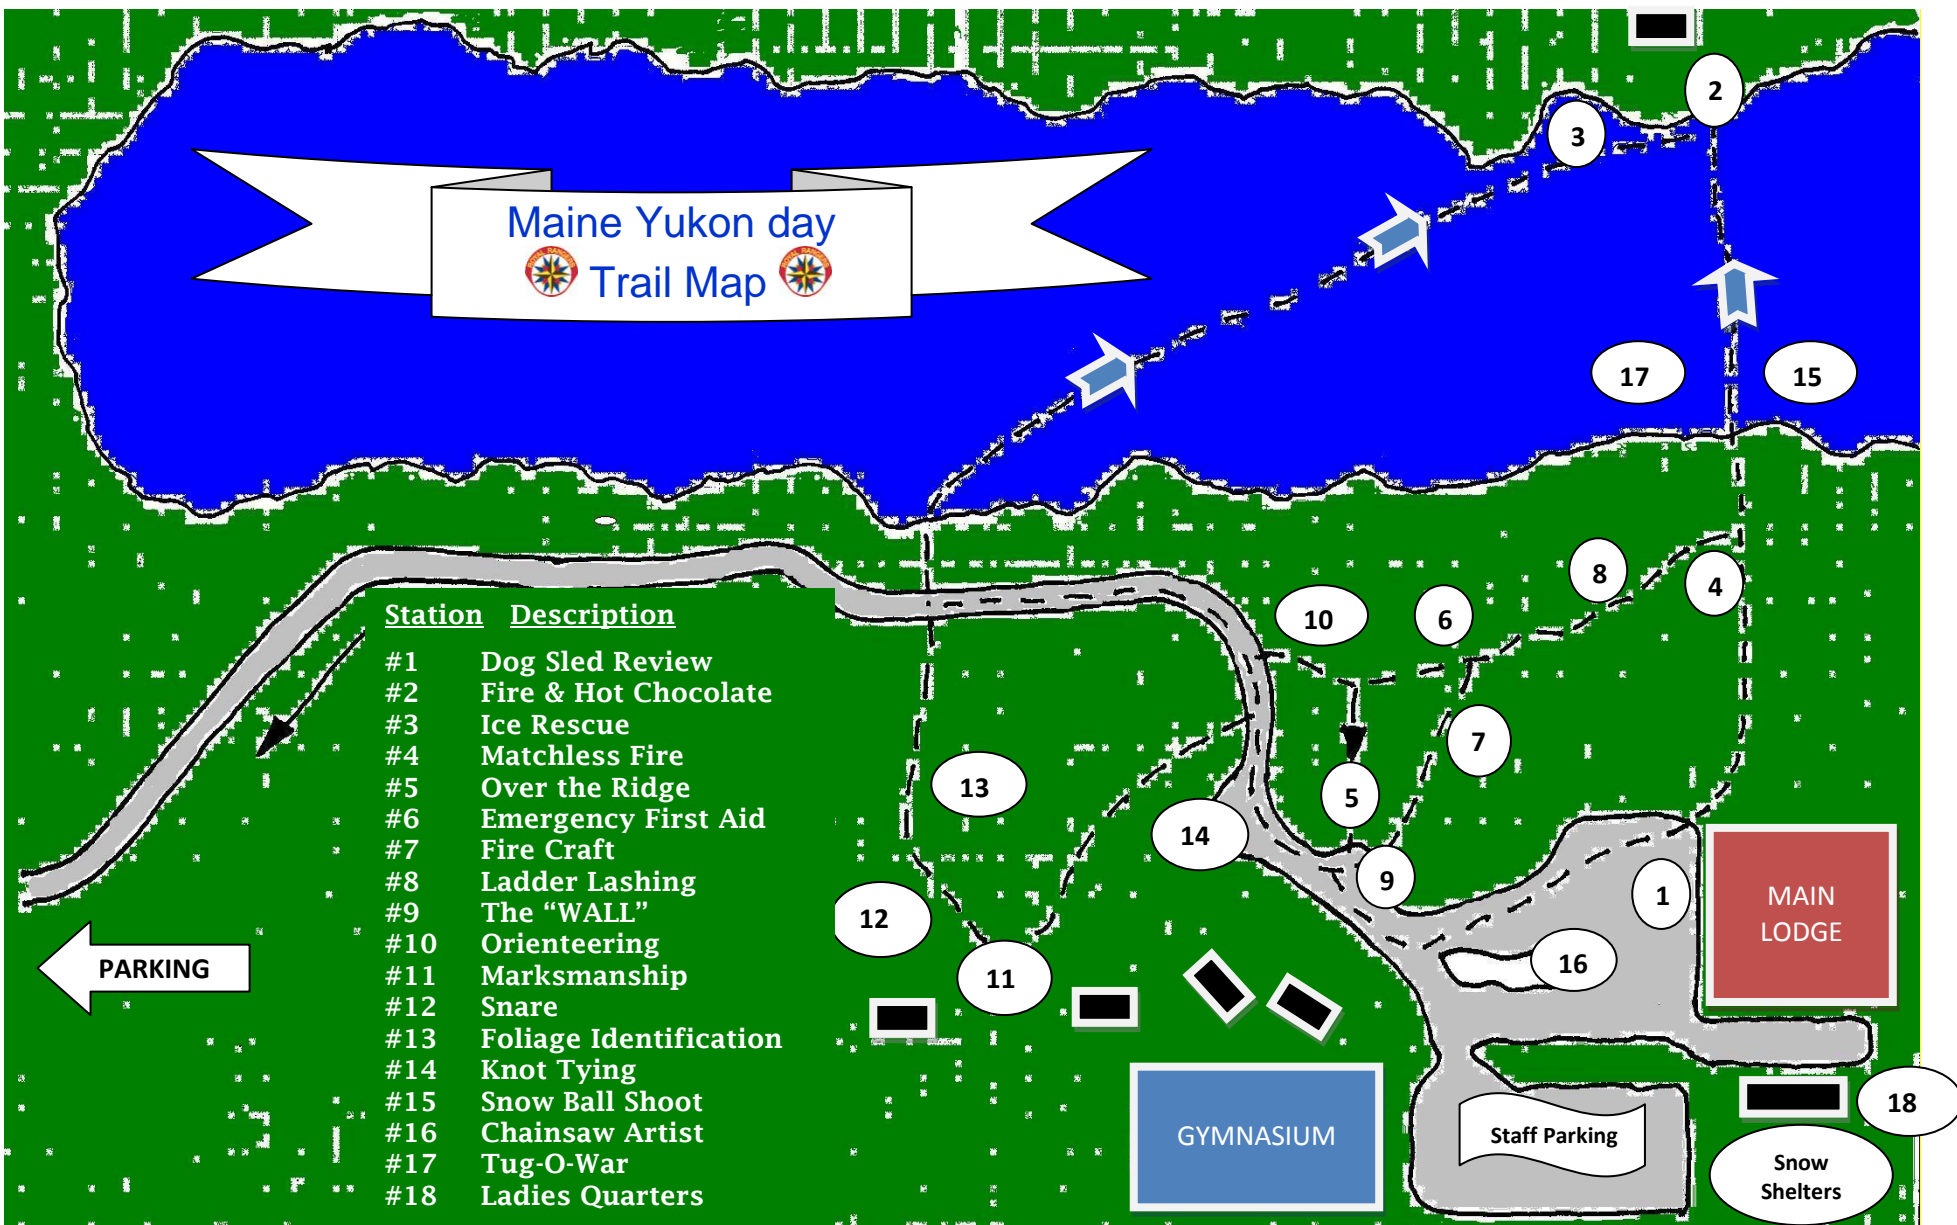 Maine Yukon day
Trail Map
ROYAL RANGERS
ROYAL RANGERS
2
3
17
15
8
4
10
6
7
13
5
14
9
1
12
11
16
18
MAIN
LODGE
PARKING
GYMNASIUM
Staff Parking
Snow
Shelters
Station Description
#1 Dog Sled Review
#2 Fire & Hot Chocolate
#3 Ice Rescue
#4 Matchless Fire
#5 Over the Ridge
#6 Emergency First Aid
#7 Fire Craft
#8 Ladder Lashing
#9 The “WALL”
#10 Orienteering
#11 Marksmanship
#12 Snare
#13 Foliage Identification
#14 Knot Tying
#15 Snow Ball Shoot
#16 Chainsaw Artist
#17 Tug-O-War
#18 Ladies Quarters